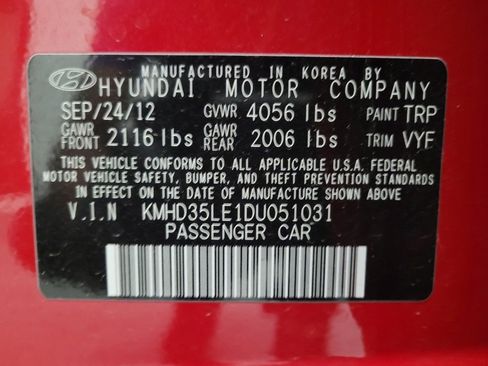 MANUFACTURED IN KOREA BY
HYUNDAI MOTOR COMPANY
SEP/24/12 GVWR 4056 lbs PAINT TRP
GAWR FRONT 2116 lbs GAWR REAR 2006 lbs TRIM VYF
THIS VEHICLE CONFORMS TO ALL APPLICABLE U.S.A. FEDERAL
MOTOR VEHICLE SAFETY, BUMPER, AND THEFT PREVENTION STANDARDS
IN EFFECT ON THE DATE OF MANUFACTURE SHOWN ABOVE.
V.I.N KMHD35LE1DU051031
PASSENGER CAR